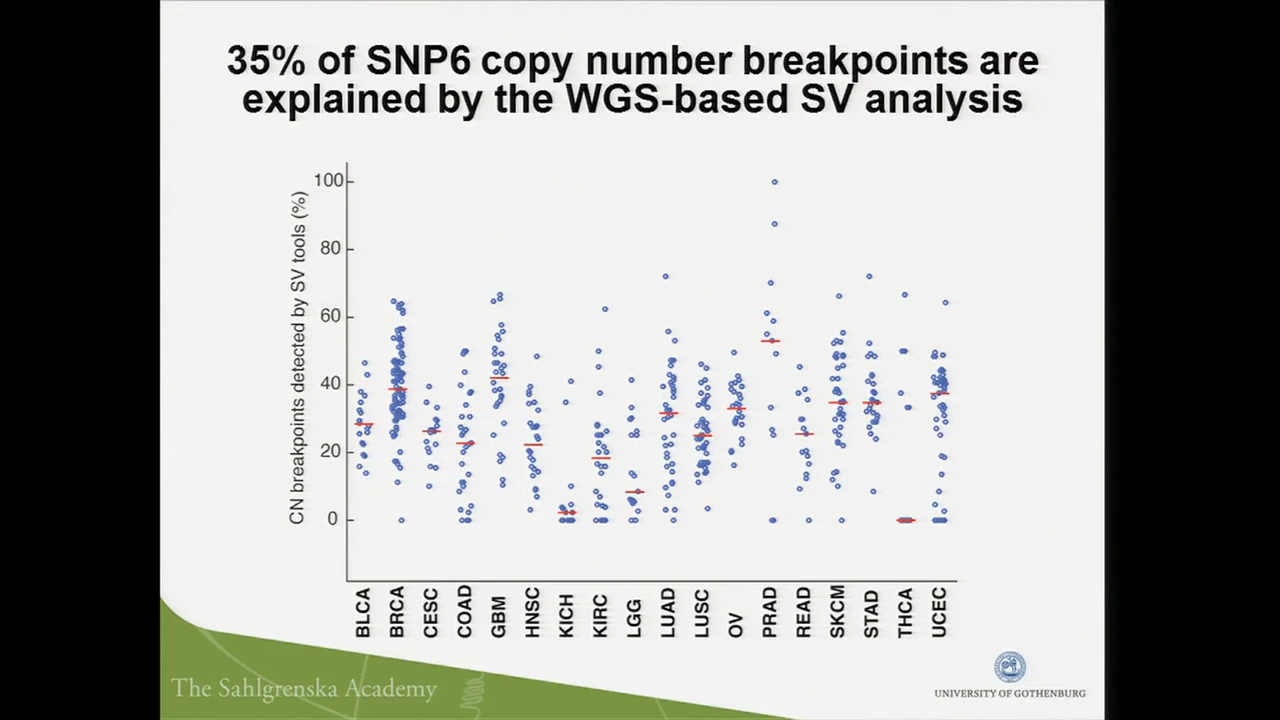 35% of SNP6 copy number breakpoints are
explained by the WGS-based SV analysis
CN breakpoints detected by SV tools (%)
100
80
60
40
20
0
BLCA
BRCA
CESC
COAD
GBM
HNSC
KICH
KIRC
LGG
LUAD
LUSC
OV
PRAD
READ
SKCM
STAD
THCA
UCEC
The Sahlgrenska Academy
UNIVERSITY OF GOTHENBURG